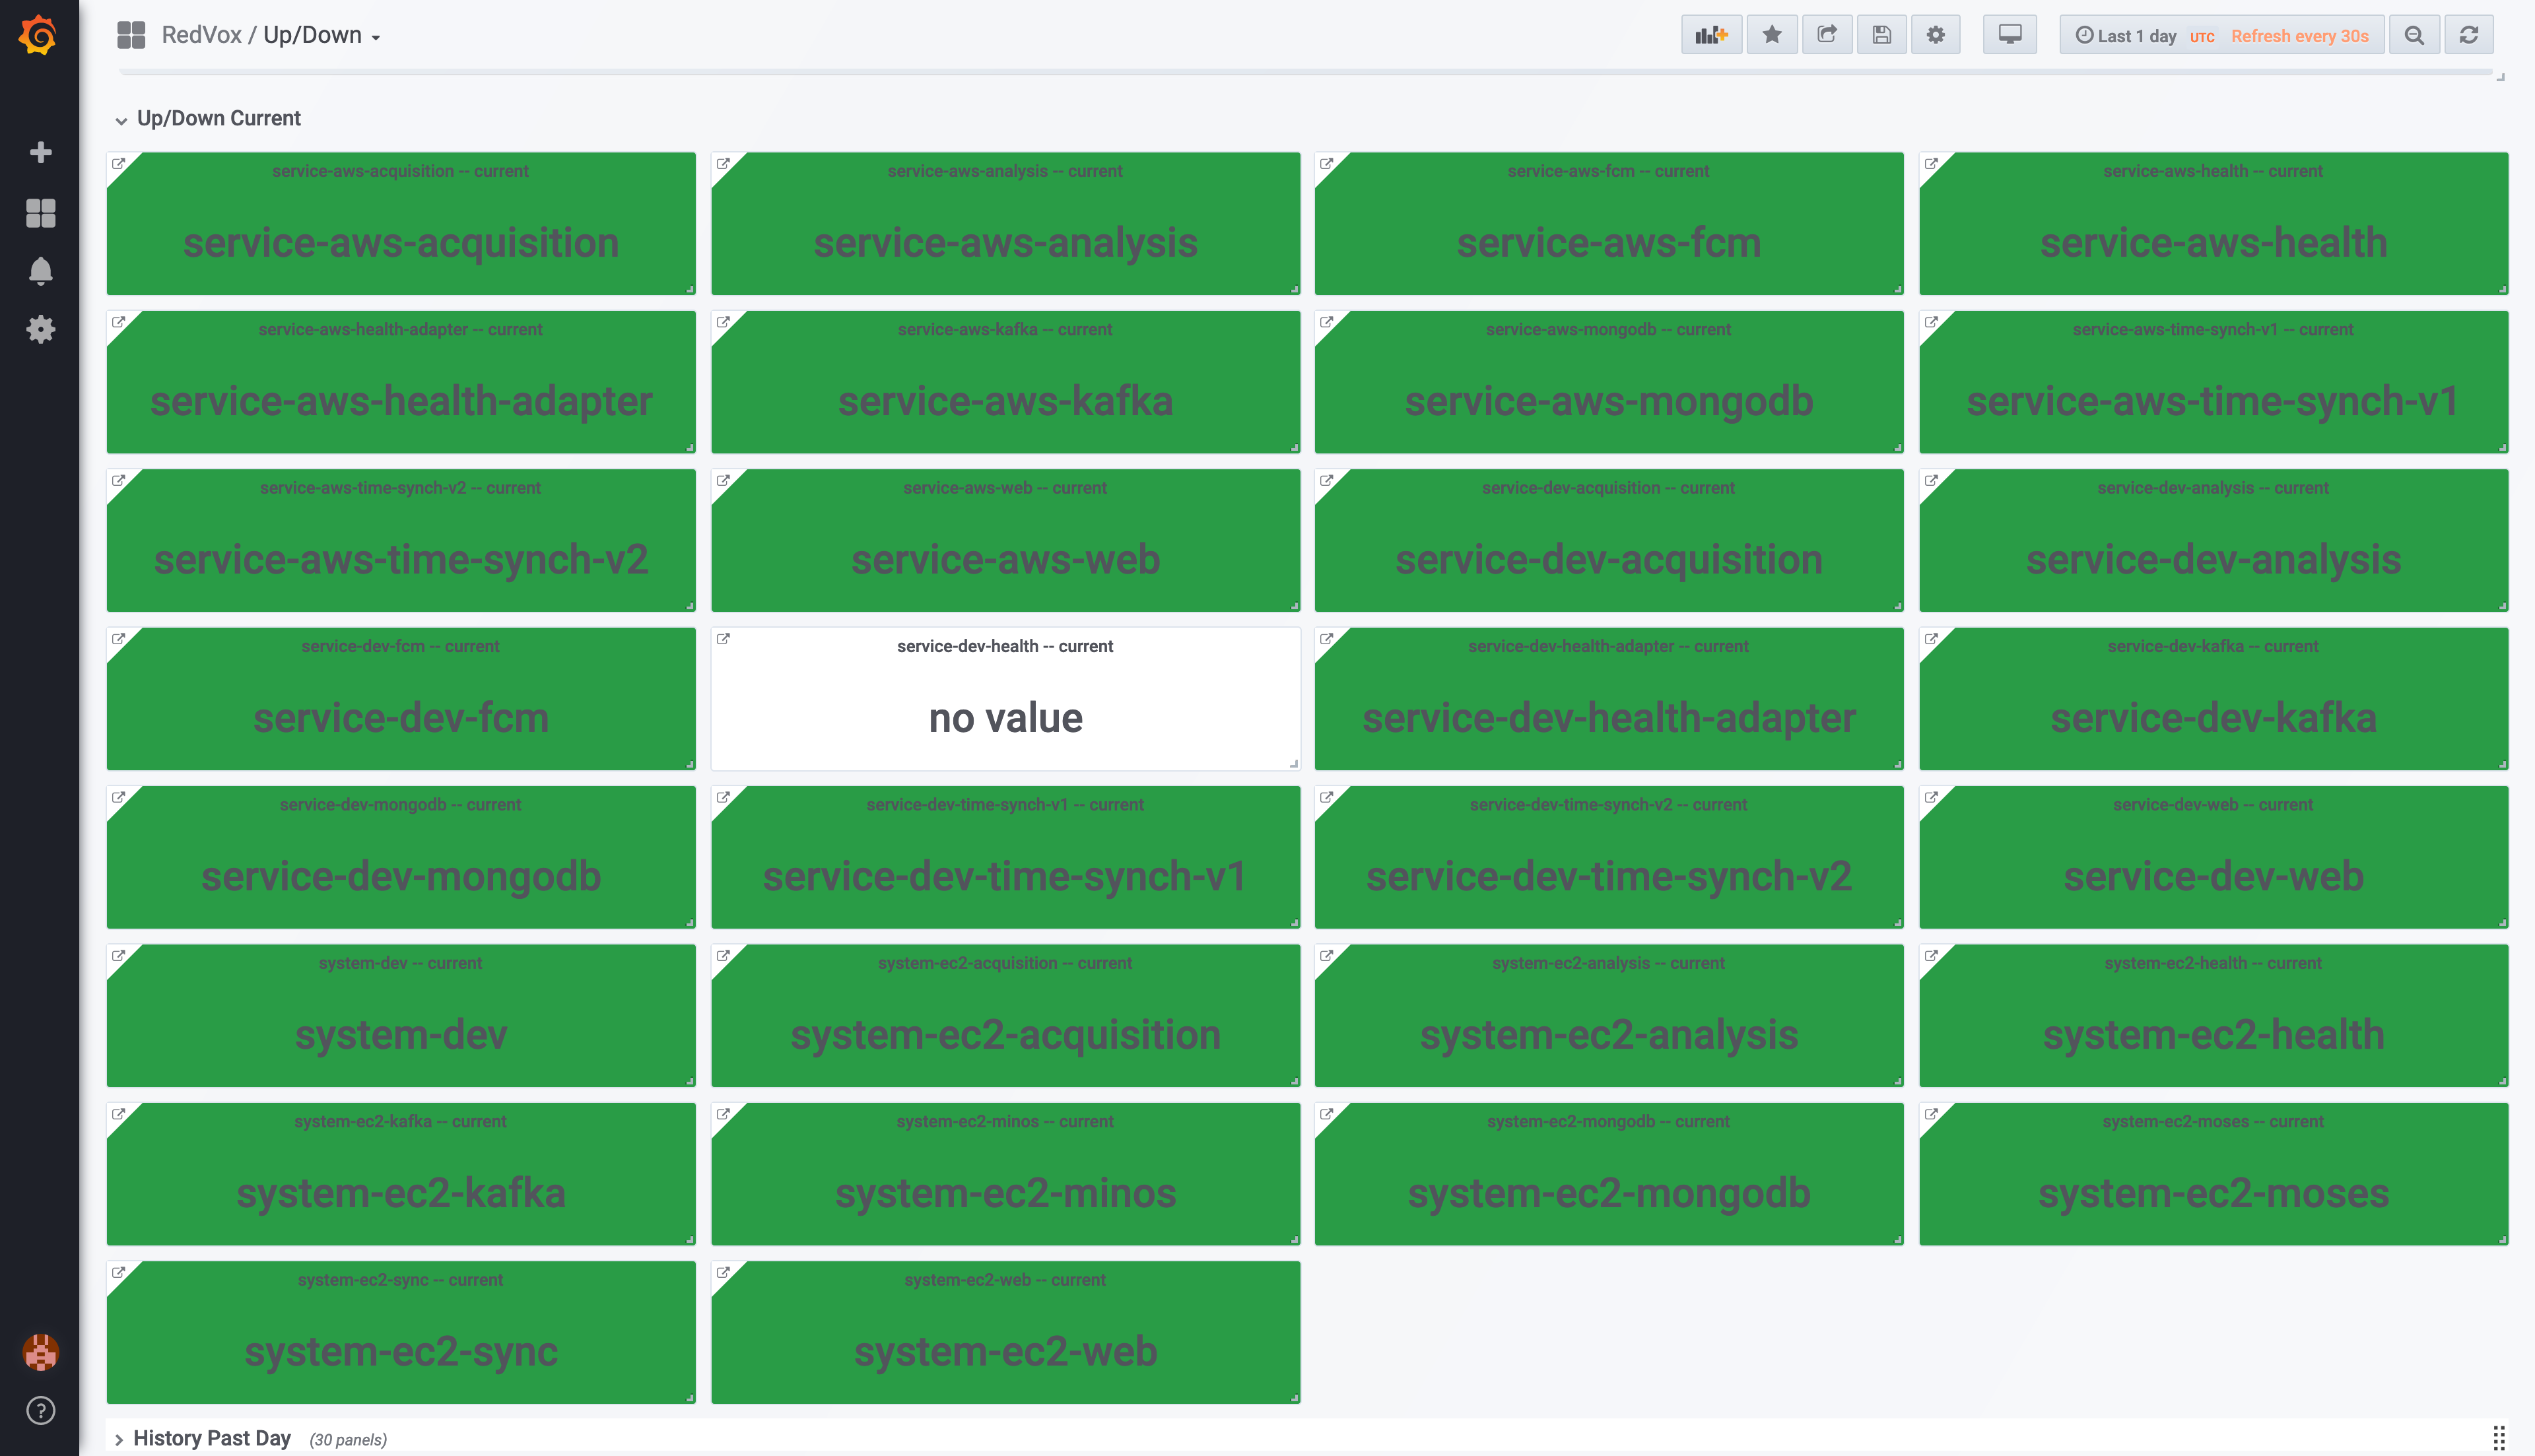 RedVox / Up/Down
Last 1 day UTC Refresh every 30s
Up/Down Current
service-aws-acquisition -- current
service-aws-acquisition
service-aws-analysis -- current
service-aws-analysis
service-aws-fcm -- current
service-aws-fcm
service-aws-health -- current
service-aws-health
service-aws-health-adapter -- current
service-aws-health-adapter
service-aws-kafka -- current
service-aws-kafka
service-aws-mongodb -- current
service-aws-mongodb
service-aws-time-synch-v1 -- current
service-aws-time-synch-v1
service-aws-time-synch-v2 -- current
service-aws-time-synch-v2
service-aws-web -- current
service-aws-web
service-dev-acquisition -- current
service-dev-acquisition
service-dev-analysis -- current
service-dev-analysis
service-dev-fcm -- current
service-dev-fcm
service-dev-health -- current
no value
service-dev-health-adapter -- current
service-dev-health-adapter
service-dev-kafka -- current
service-dev-kafka
service-dev-mongodb -- current
service-dev-mongodb
service-dev-time-synch-v1 -- current
service-dev-time-synch-v1
service-dev-time-synch-v2 -- current
service-dev-time-synch-v2
service-dev-web -- current
service-dev-web
system-dev -- current
system-dev
system-ec2-acquisition -- current
system-ec2-acquisition
system-ec2-analysis -- current
system-ec2-analysis
system-ec2-health -- current
system-ec2-health
system-ec2-kafka -- current
system-ec2-kafka
system-ec2-minos -- current
system-ec2-minos
system-ec2-mongodb -- current
system-ec2-mongodb
system-ec2-moses -- current
system-ec2-moses
system-ec2-sync -- current
system-ec2-sync
system-ec2-web -- current
system-ec2-web
History Past Day (30 panels)